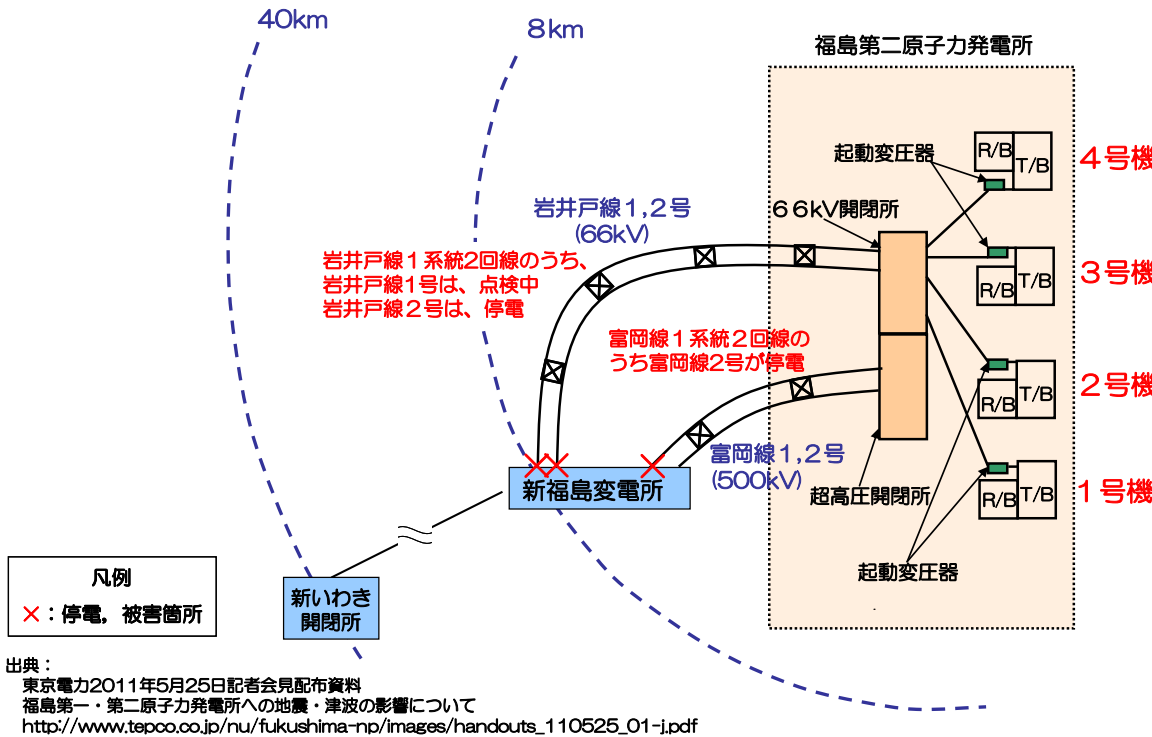 40km
8km
福島第二原子力発電所
起動変圧器
R/B
T/B
4号機
岩井戸線1,2号
(66kV)
66kV開閉所
岩井戸線1系統2回線のうち、
岩井戸線1号は、点検中
岩井戸線2号は、停電
R/B
T/B
3号機
富岡線1系統2回線の
うち富岡線2号が停電
R/B
T/B
2号機
富岡線1,2号
(500kV)
新福島変電所
超高圧開閉所
R/B
T/B
1号機
起動変圧器
凡例
×:停電,被害箇所
新いわき
開閉所
出典:
東京電力2011年5月25日記者会見配布資料
福島第一・第二原子力発電所への地震・津波の影響について
http://www.tepco.co.jp/nu/fukushima-np/images/handouts_110525_01-j.pdf